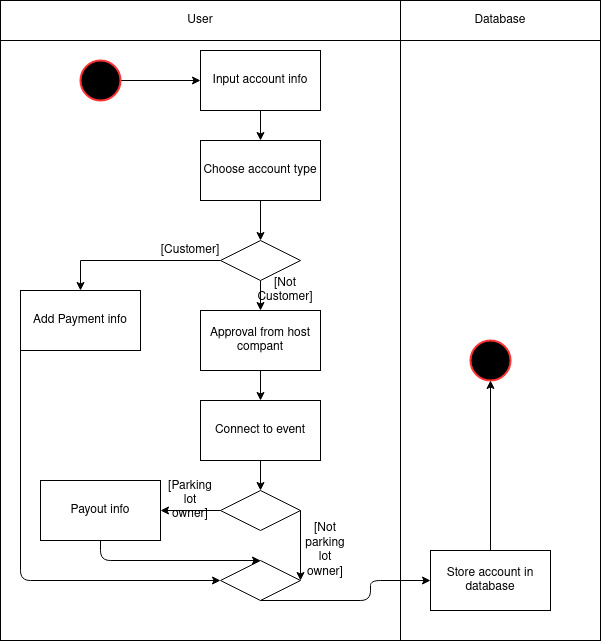 User
Database
Input account info
Choose account type
[Customer]
[Not
Customer]
Add Payment info
Approval from host
compant
Connect to event
[Parking
lot
owner]
Payout info
[Not
parking
lot
owner]
Store account in
database